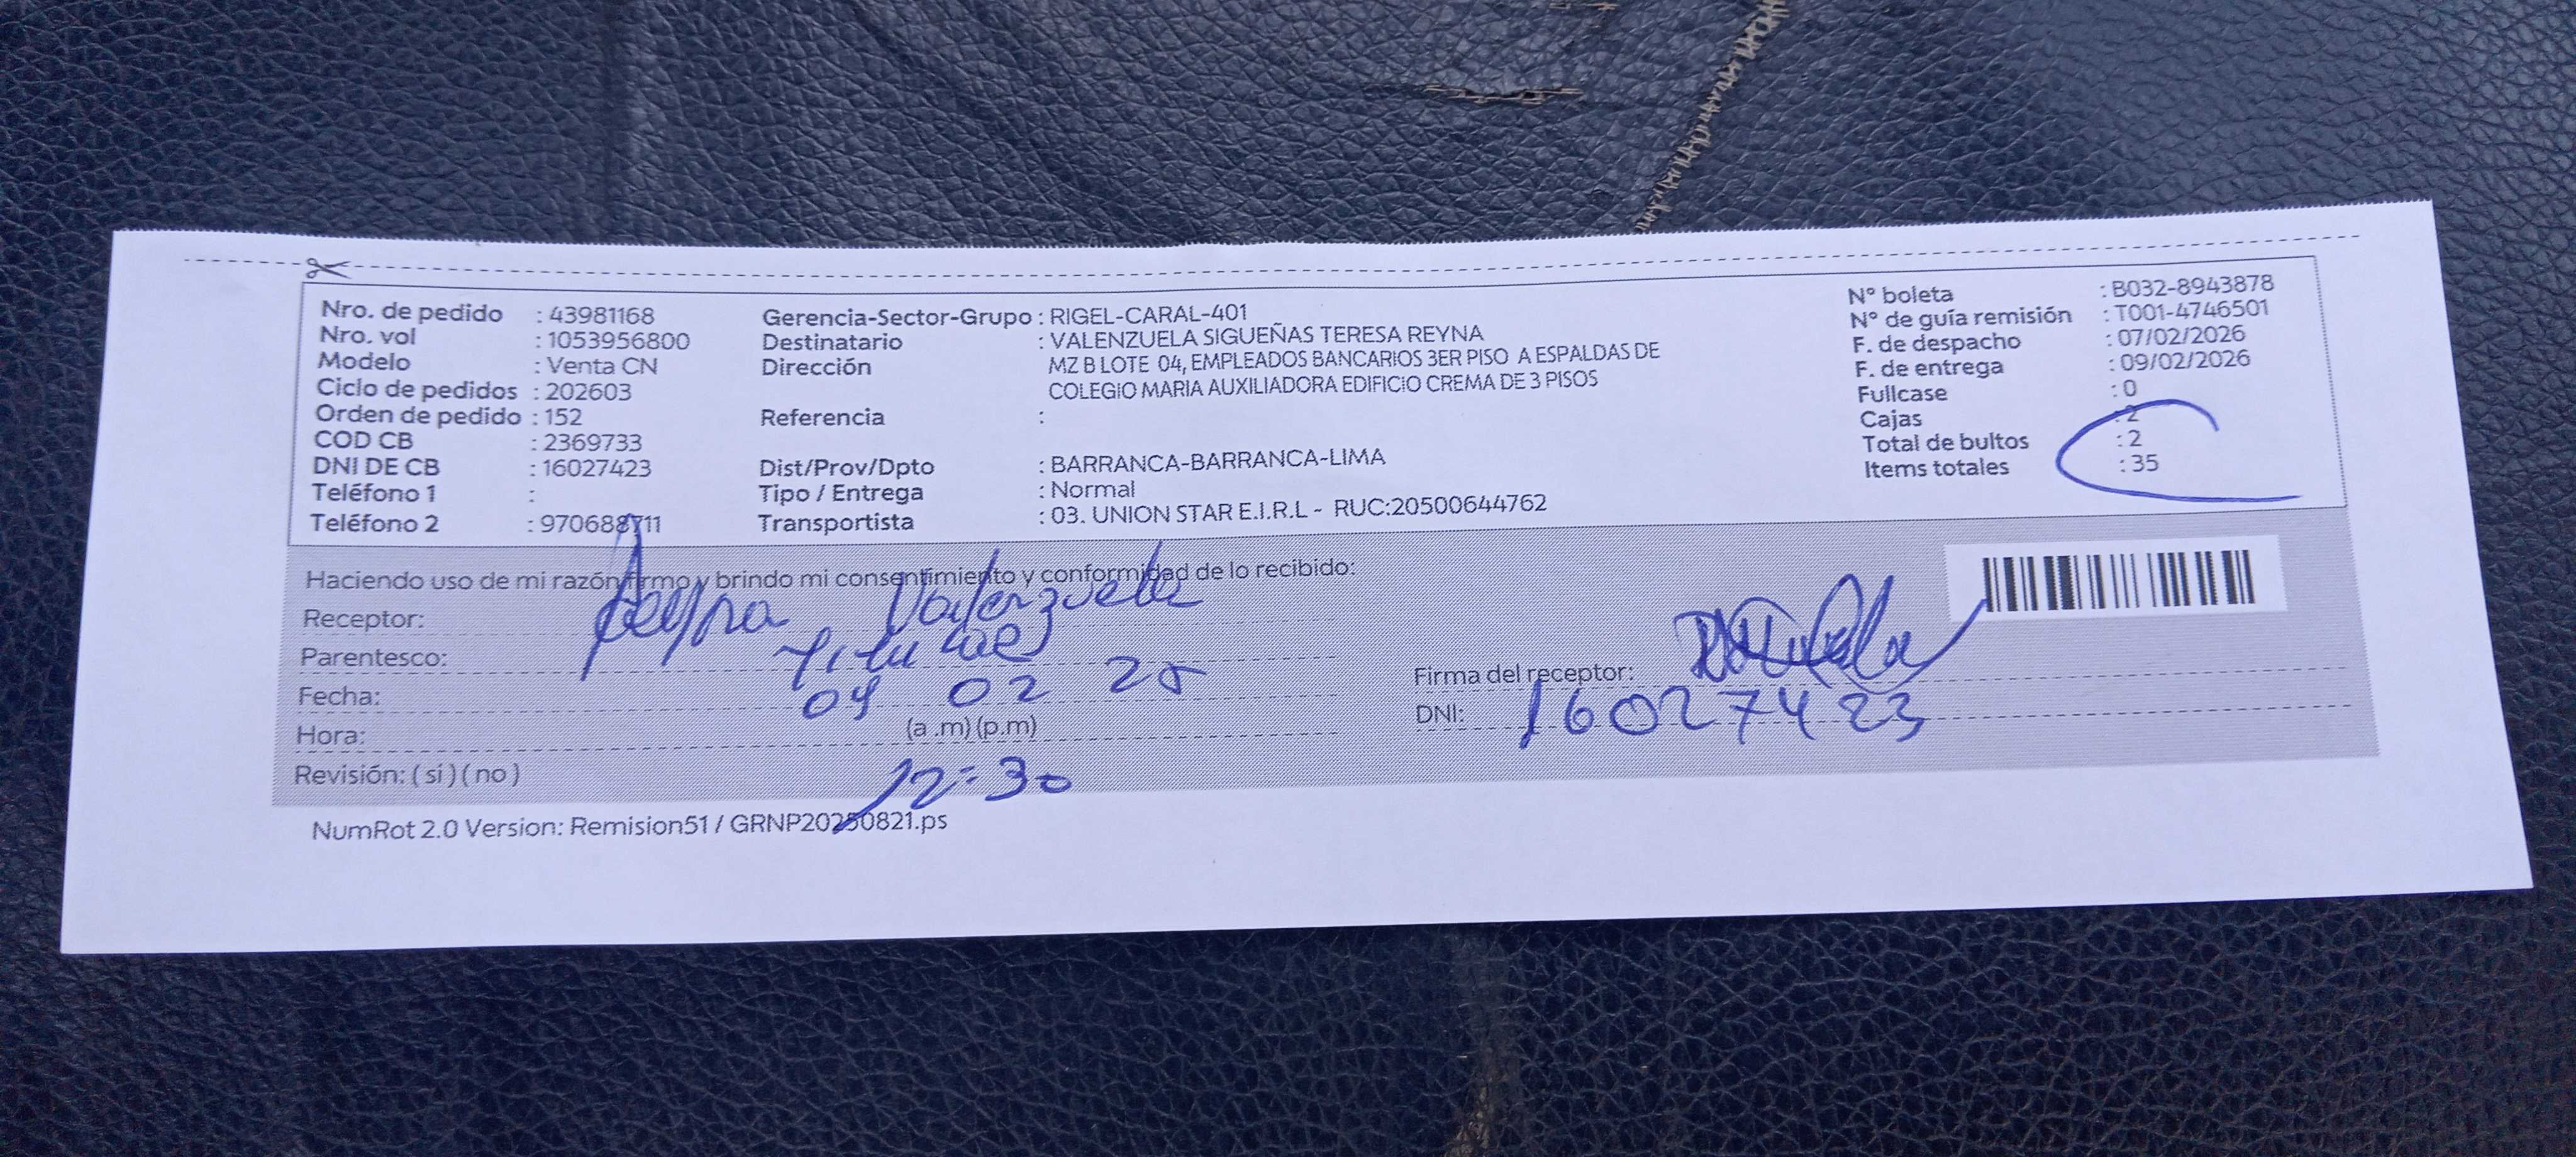 Nro. de pedido : 43981168
Nro. vol : 1053956800
Modelo : Venta CN
Ciclo de pedidos : 202603
Orden de pedido : 152
COD CB : 2369733
DNI DE CB : 16027423
Teléfono 1 :
Teléfono 2 : 970688711
Gerencia-Sector-Grupo : RIGEL-CARAL-401
Destinatario : VALENZUELA SIGUEÑAS TERESA REYNA
Dirección MZ B LOTE 04, EMPLEADOS BANCARIOS 3ER PISO A ESPALDAS DE
COLEGIO MARIA AUXILIADORA EDIFICIO CREMA DE 3 PISOS
Referencia :
Dist/Prov/Dpto : BARRANCA-BARRANCA-LIMA
Tipo / Entrega : Normal
Transportista : 03. UNION STAR E.I.R.L - RUC:20500644762
N° boleta : B032-8943878
N° de guía remisión : T001-4746501
F. de despacho : 07/02/2026
F. de entrega : 09/02/2026
Fullcase : 0
Cajas : 2
Total de bultos : 2
Items totales : 35
Haciendo uso de mi razón firmo y brindo mi consentimiento y conformidad de lo recibido:
Receptor: Reyna Valenzuela
Parentesco: Titular
Fecha: 09 02 25
Hora: (a .m) (p.m)
12:30
Revisión: ( si ) ( no )
Firma del receptor:
DNI: 16027423
NumRot 2.0 Version: Remision51 / GRNP20250821.ps